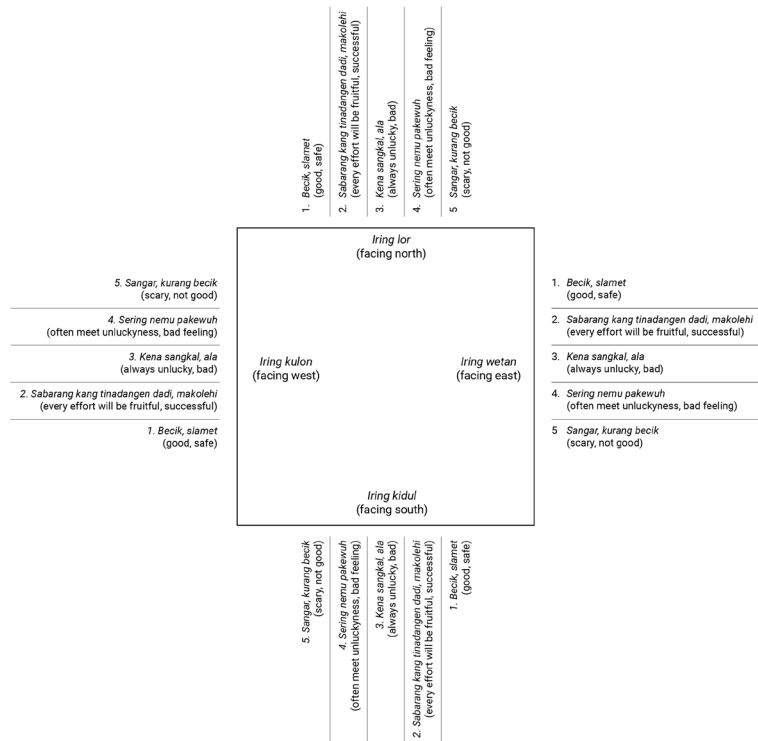 1. Becik, slamet
(good, safe)
2. Sabarang kang tinadangen dadi, makolehi
(every effort will be fruitful, successful)
3. Kena sangkal, ala
(always unlucky, bad)
4. Sering nemu pakewuh
(often meet unluckyness, bad feeling)
5 Sangar, kurang becik
(scary, not good)
Iring lor
(facing north)
5. Sangar, kurang becik
(scary, not good)
4. Sering nemu pakewuh
(often meet unluckyness, bad feeling)
3. Kena sangkal, ala
(always unlucky, bad)
2. Sabarang kang tinadangen dadi, makolehi
(every effort will be fruitful, successful)
1. Becik, slamet
(good, safe)
Iring kulon
(facing west)
Iring wetan
(facing east)
1. Becik, slamet
(good, safe)
2. Sabarang kang tinadangen dadi, makolehi
(every effort will be fruitful, successful)
3. Kena sangkal, ala
(always unlucky, bad)
4. Sering nemu pakewuh
(often meet unluckyness, bad feeling)
5 Sangar, kurang becik
(scary, not good)
Iring kidul
(facing south)
5. Sangar, kurang becik
(scary, not good)
4. Sering nemu pakewuh
(often meet unluckyness, bad feeling)
3. Kena sangkal, ala
(always unlucky, bad)
2. Sabarang kang tinadangen dadi, makolehi
(every effort will be fruitful, successful)
1. Becik, slamet
(good, safe)